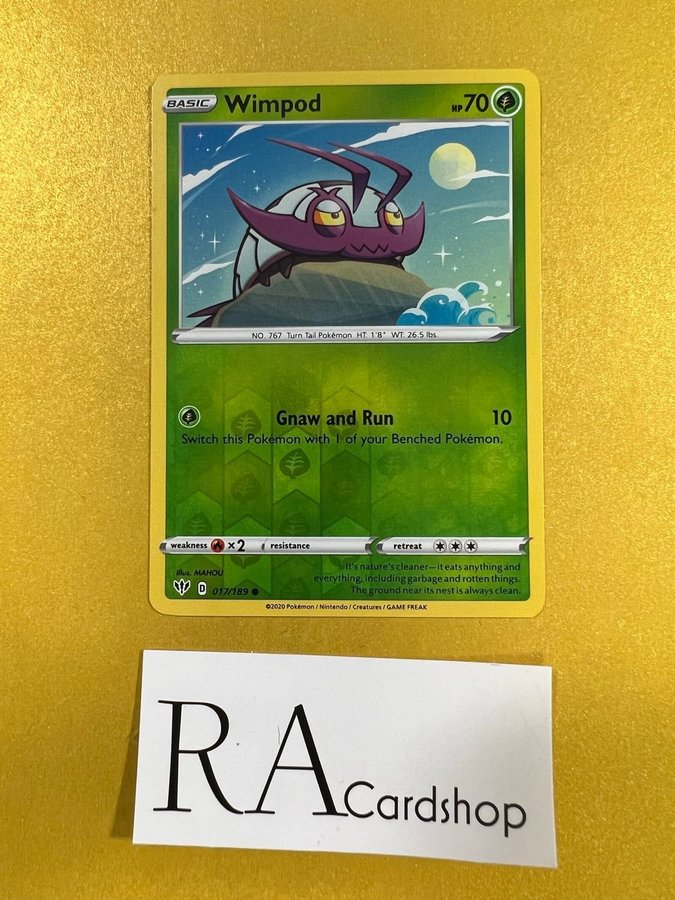 BASIC Wimpod HP 70
NO. 767 Turn Tail Pokémon HT: 1'8" WT: 26.5 lbs.
Gnaw and Run 10
Switch this Pokémon with 1 of your Benched Pokémon.
weakness ×2 resistance retreat
Illus. MAHOU
It's nature's cleaner—it eats anything and
everything, including garbage and rotten things.
The ground near its nest is always clean.
D 017/189
©2020 Pokémon / Nintendo / Creatures / GAME FREAK
RA Cardshop